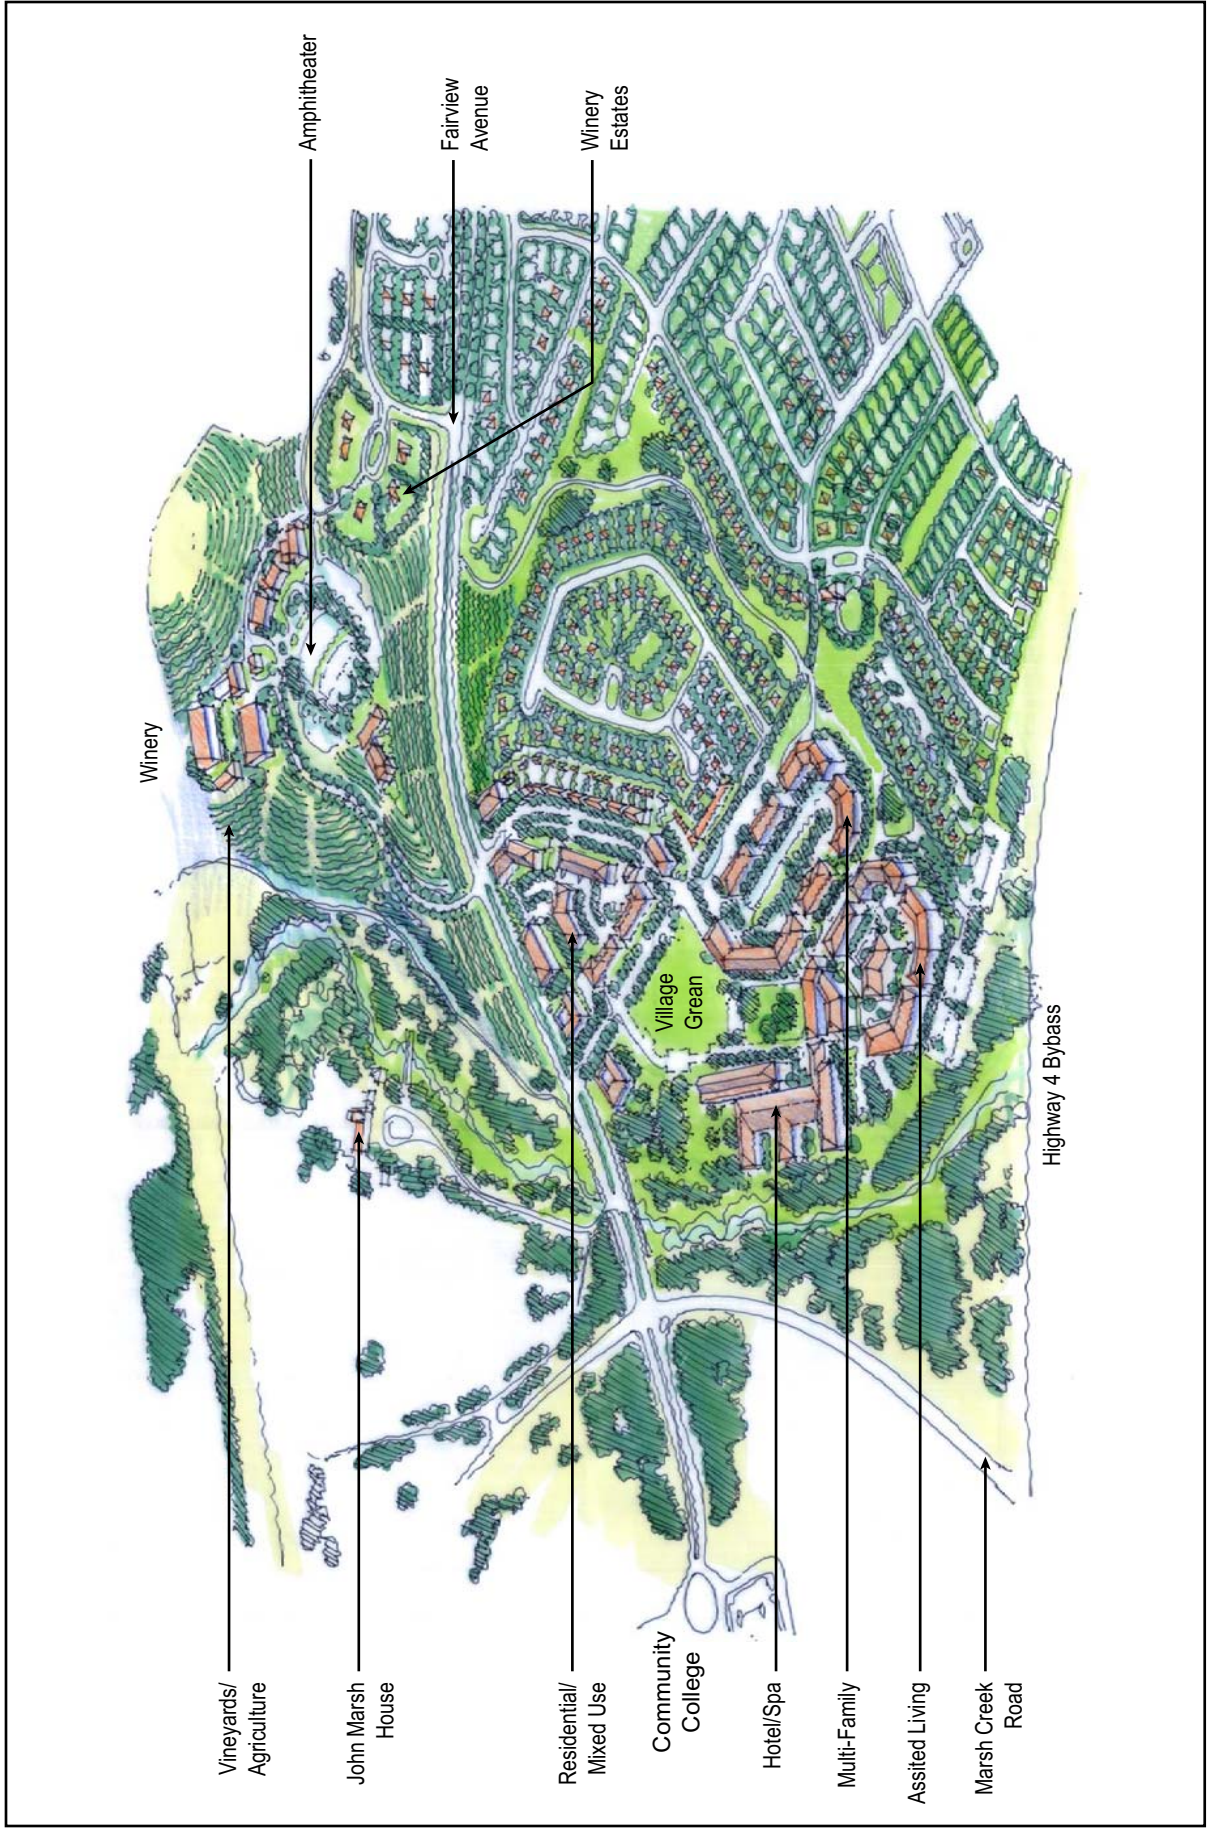 Amphitheater
Fairview
Avenue
Winery
Estates
Winery
Village
Grean
Highway 4 Bybass
Vineyards/
Agriculture
John Marsh
House
Residential/
Mixed Use
Community
College
Hotel/Spa
Multi-Family
Assited Living
Marsh Creek
Road